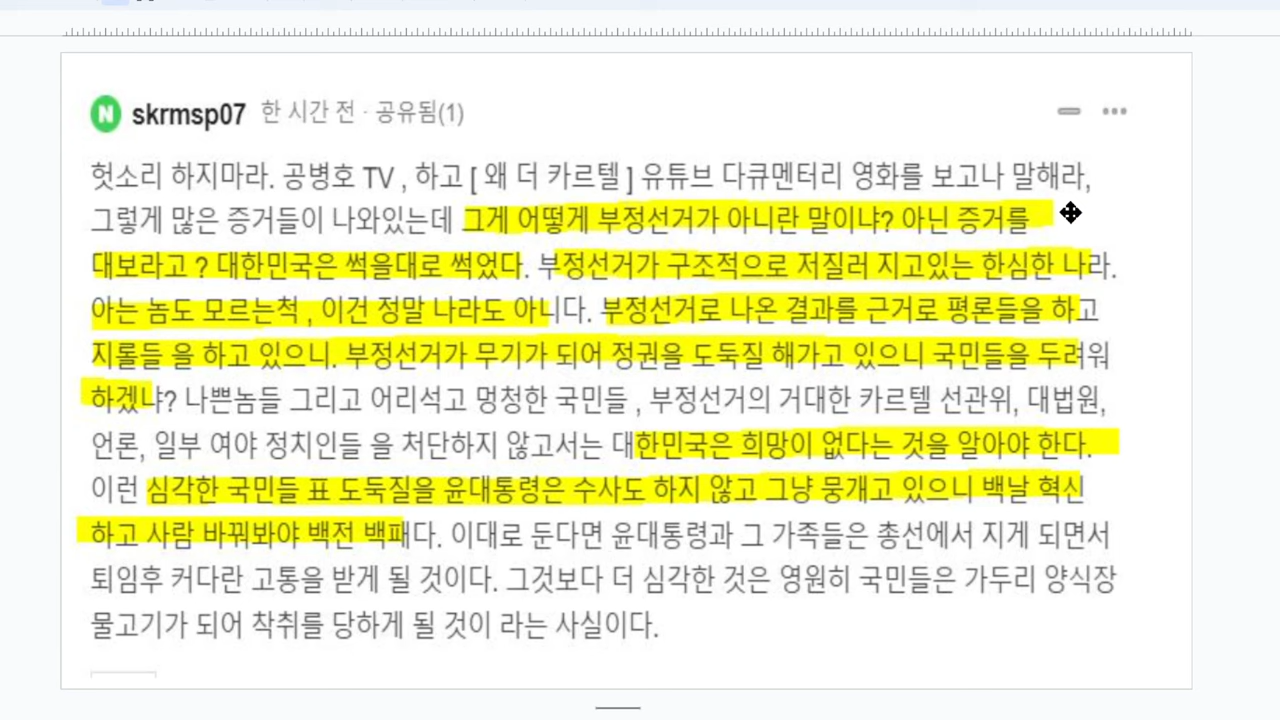 N skrmsp07 한 시간 전 · 공유됨(1)
헛소리 하지마라. 공병호 TV , 하고 [ 왜 더 카르텔 ] 유튜브 다큐멘터리 영화를 보고나 말해라,
그렇게 많은 증거들이 나와있는데 그게 어떻게 부정선거가 아니란 말이냐? 아닌 증거를
대보라고 ? 대한민국은 썩을대로 썩었다. 부정선거가 구조적으로 저질러 지고있는 한심한 나라.
아는 놈도 모르는척 , 이건 정말 나라도 아니다. 부정선거로 나온 결과를 근거로 평론들을 하고
지롤들 을 하고 있으니. 부정선거가 무기가 되어 정권을 도둑질 해가고 있으니 국민들을 두려워
하겠냐? 나쁜놈들 그리고 어리석고 멍청한 국민들 , 부정선거의 거대한 카르텔 선관위, 대법원,
언론, 일부 여야 정치인들 을 처단하지 않고서는 대한민국은 희망이 없다는 것을 알아야 한다.
이런 심각한 국민들 표 도둑질을 윤대통령은 수사도 하지 않고 그냥 뭉개고 있으니 백날 혁신
하고 사람 바꿔봐야 백전 백패다. 이대로 둔다면 윤대통령과 그 가족들은 총선에서 지게 되면서
퇴임후 커다란 고통을 받게 될 것이다. 그것보다 더 심각한 것은 영원히 국민들은 가두리 양식장
물고기가 되어 착취를 당하게 될 것이 라는 사실이다.